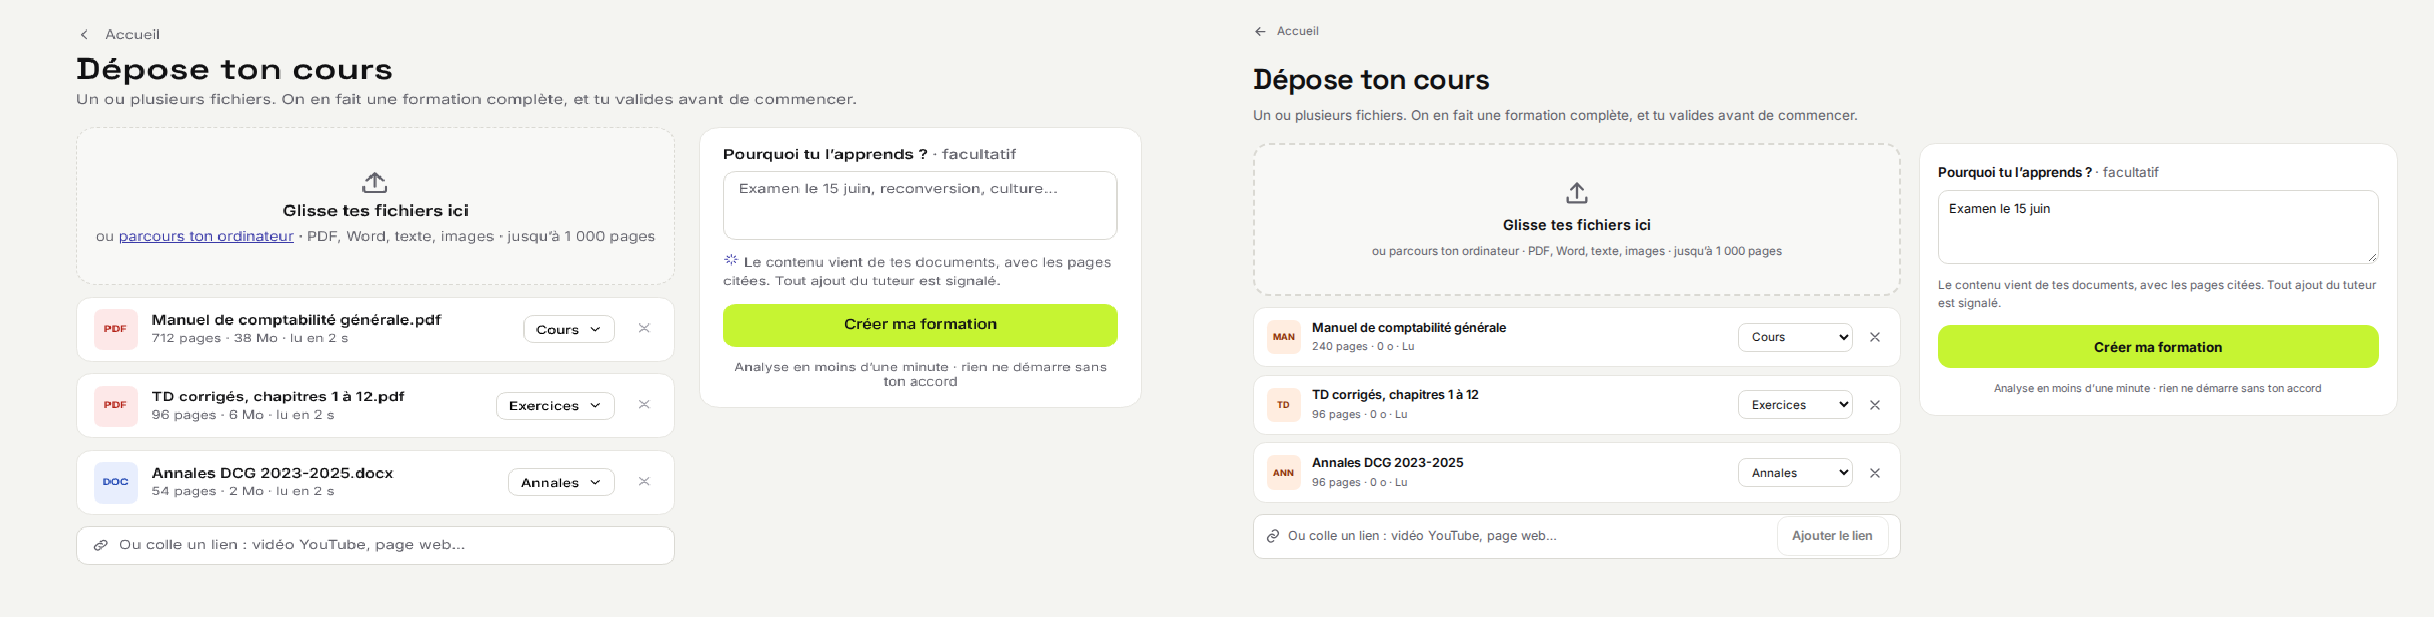 Accueil
Dépose ton cours
Un ou plusieurs fichiers. On en fait une formation complète, et tu valides avant de commencer.
Glisse tes fichiers ici
ou parcours ton ordinateur · PDF, Word, texte, images · jusqu'à 1 000 pages
PDF
Manuel de comptabilité générale.pdf
712 pages · 38 Mo · lu en 2 s
Cours
PDF
TD corrigés, chapitres 1 à 12.pdf
96 pages · 6 Mo · lu en 2 s
Exercices
DOC
Annales DCG 2023-2025.docx
54 pages · 2 Mo · lu en 2 s
Annales
Ou colle un lien : vidéo YouTube, page web...
Pourquoi tu l'apprends ? · facultatif
Examen le 15 juin, reconversion, culture...
Le contenu vient de tes documents, avec les pages
citées. Tout ajout du tuteur est signalé.
Créer ma formation
Analyse en moins d'une minute · rien ne démarre sans
ton accord
Accueil
Dépose ton cours
Un ou plusieurs fichiers. On en fait une formation complète, et tu valides avant de commencer.
Glisse tes fichiers ici
ou parcours ton ordinateur · PDF, Word, texte, images · jusqu'à 1 000 pages
MAN
Manuel de comptabilité générale
240 pages · 0 o · Lu
Cours
TD
TD corrigés, chapitres 1 à 12
96 pages · 0 o · Lu
Exercices
ANN
Annales DCG 2023-2025
96 pages · 0 o · Lu
Annales
Ou colle un lien : vidéo YouTube, page web...
Ajouter le lien
Pourquoi tu l'apprends ? · facultatif
Examen le 15 juin
Le contenu vient de tes documents, avec les pages citées. Tout ajout du tuteur
est signalé.
Créer ma formation
Analyse en moins d'une minute · rien ne démarre sans ton accord